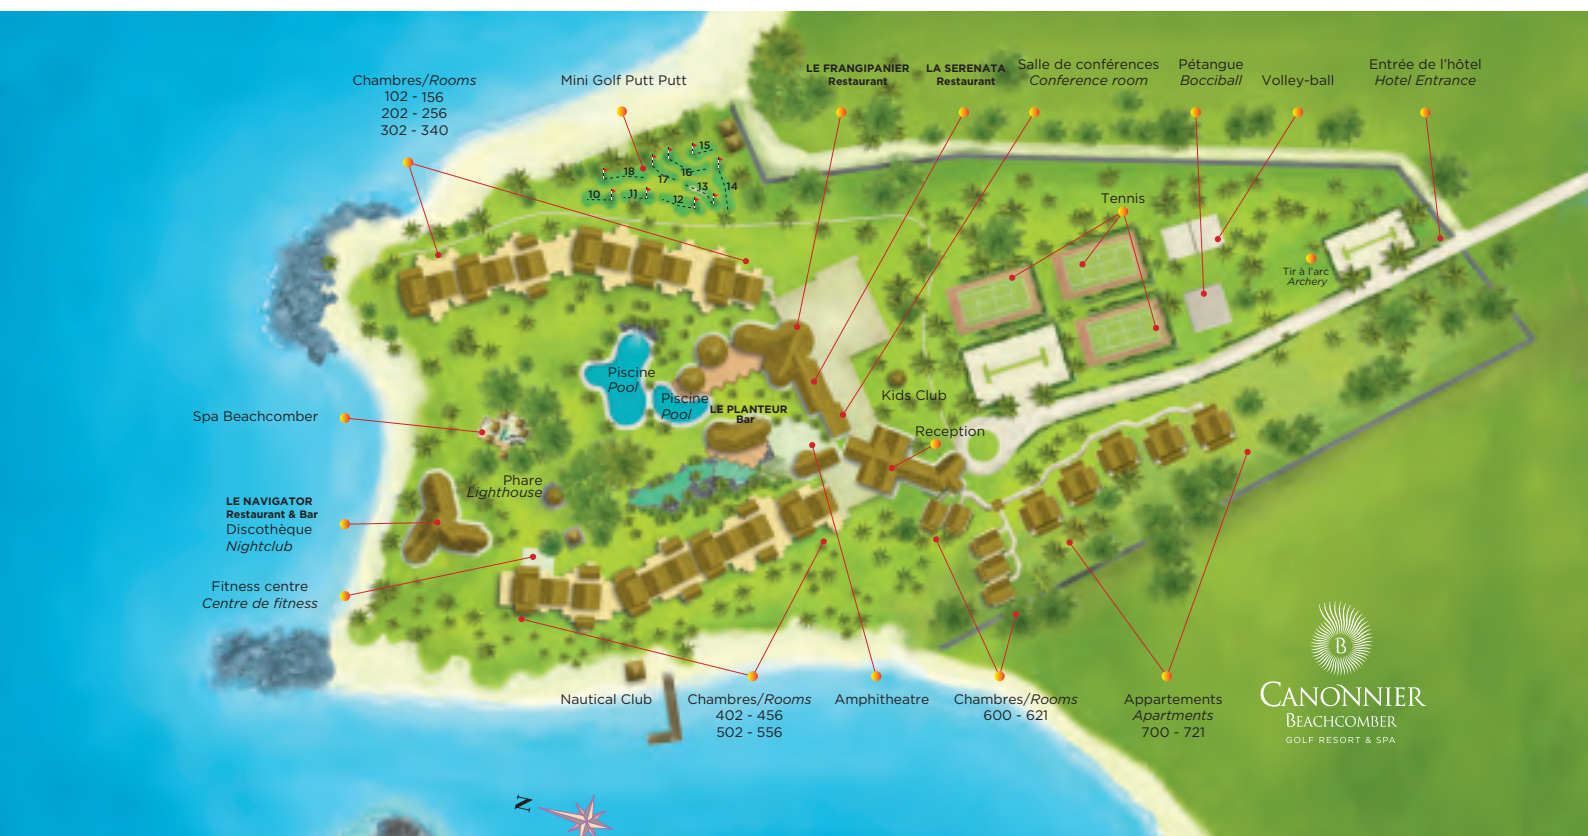 Chambres/Rooms
102 - 156
202 - 256
302 - 340
Mini Golf Putt Putt
LE FRANGIPANIER
Restaurant
LA SERENATA
Restaurant
Salle de conférences
Conference room
Pétangue
Bocciball
Volley-ball
Entrée de l'hôtel
Hotel Entrance
15
18
17
16
14
13
10
11
12
Tennis
Tir à l'arc
Archery
Piscine
Pool
Piscine
Pool
LE PLANTEUR
Bar
Kids Club
Reception
Spa Beachcomber
Phare
Lighthouse
LE NAVIGATOR
Restaurant & Bar
Discothèque
Nightclub
Fitness centre
Centre de fitness
Nautical Club
Chambres/Rooms
402 - 456
502 - 556
Amphitheatre
Chambres/Rooms
600 - 621
Appartements
Apartments
700 - 721
B
CANONNIER
BEACHCOMBER
GOLF RESORT & SPA
N